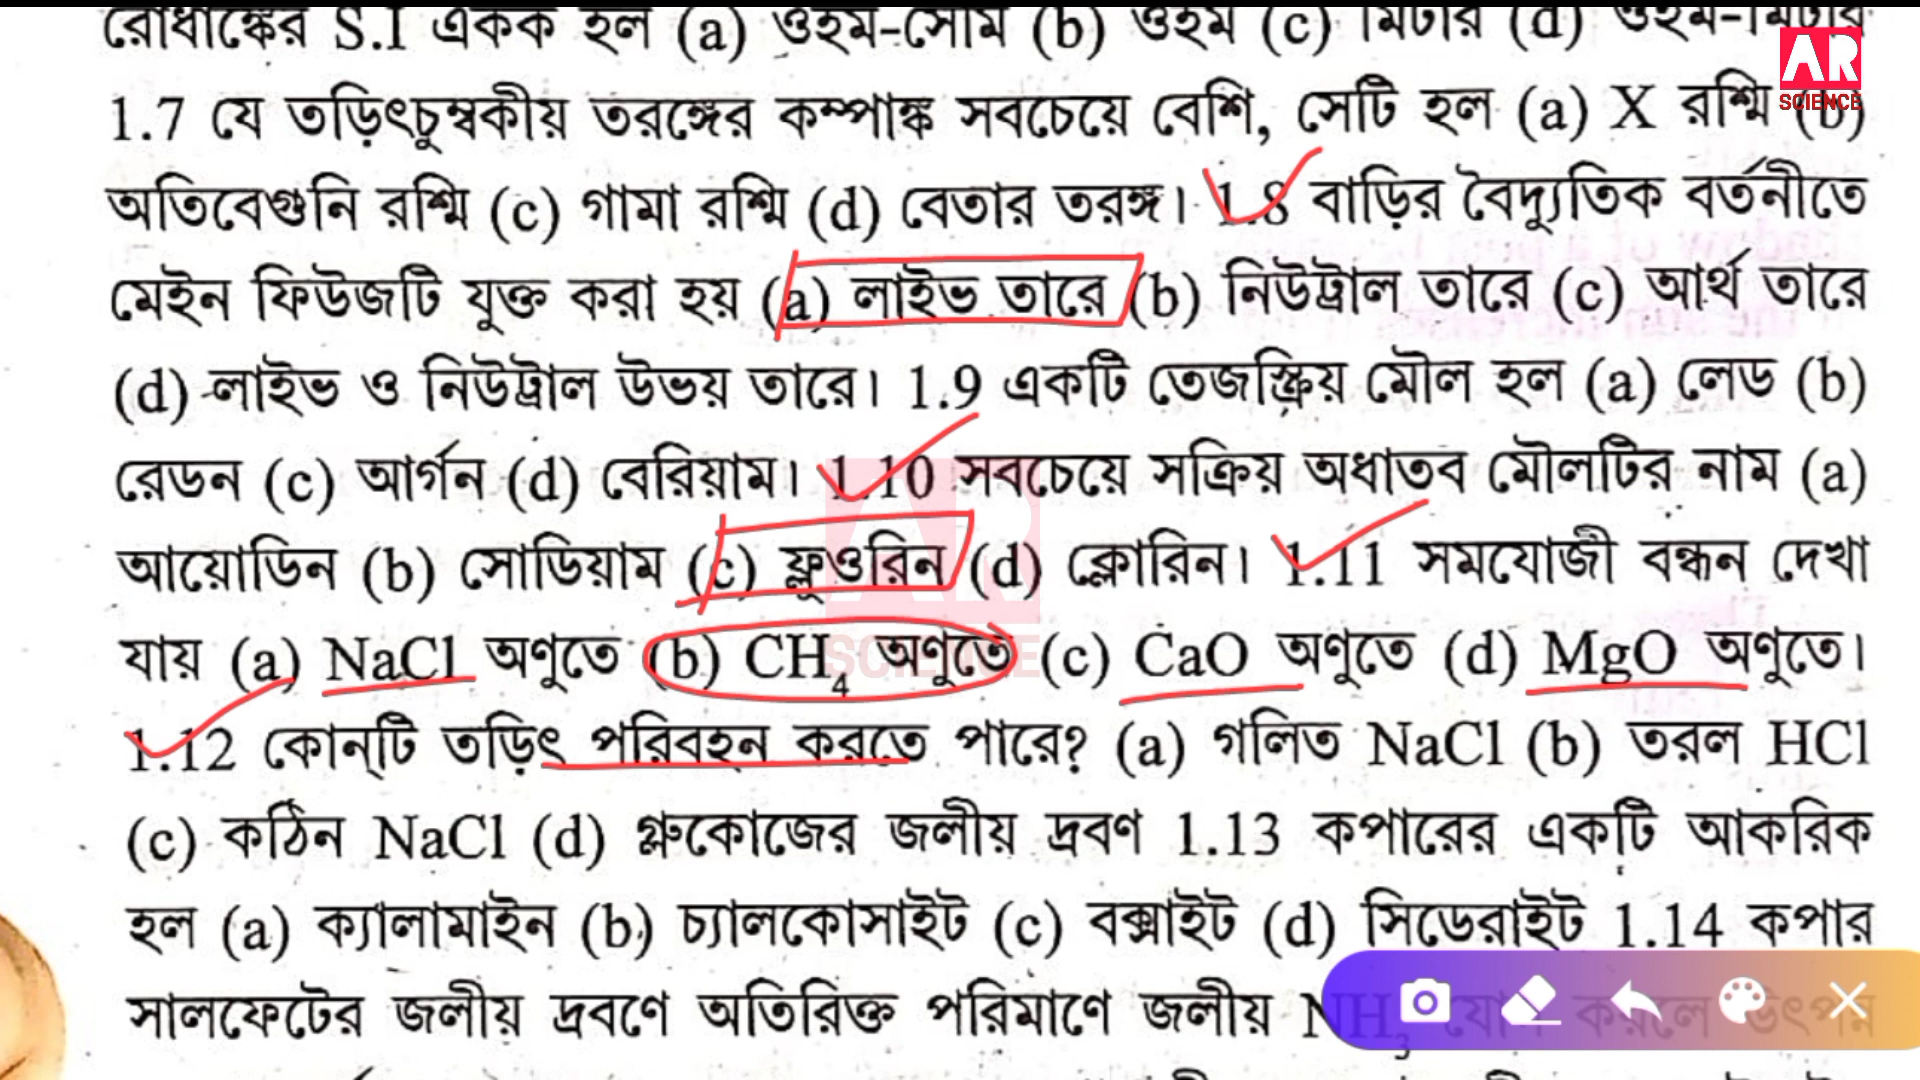 রোধাঙ্কের S.I একক হল (a) ওহম-সেমি (b) ওহম (c) মিটার (d) ওহম-মিটার
AR
SCIENCE
1.7 যে তড়িৎচুম্বকীয় তরঙ্গের কম্পাঙ্ক সবচেয়ে বেশি, সেটি হল (a) X রশ্মি (b)
অতিবেগুনি রশ্মি (c) গামা রশ্মি (d) বেতার তরঙ্গ। 1.8 বাড়ির বৈদ্যুতিক বর্তনীতে
মেইন ফিউজটি যুক্ত করা হয় (a) লাইভ তারে (b) নিউট্রাল তারে (c) আর্থ তারে
(d) লাইভ ও নিউট্রাল উভয় তারে। 1.9 একটি তেজস্ক্রিয় মৌল হল (a) লেড (b)
রেডন (c) আর্গন (d) বেরিয়াম। 1.10 সবচেয়ে সক্রিয় অধাতব মৌলটির নাম (a)
আয়োডিন (b) সোডিয়াম (c) ফ্লুওরিন (d) ক্লোরিন। 1.11 সমযোজী বন্ধন দেখা
যায় (a) NaCl অণুতে (b) CH₄ অণুতে (c) CaO অণুতে (d) MgO অণুতে।
AR
SCIENCE
1.12 কোন্‌টি তড়িৎ পরিবহন করতে পারে? (a) গলিত NaCl (b) তরল HCl
(c) কঠিন NaCl (d) গ্লুকোজের জলীয় দ্রবণ 1.13 কপারের একটি আকরিক
হল (a) ক্যালামাইন (b) চ্যালকোসাইট (c) বক্সাইট (d) সিডেরাইট 1.14 কপার
সালফেটের জলীয় দ্রবণে অতিরিক্ত পরিমাণে জলীয় NH₃ যোগ করলে উৎপন্ন